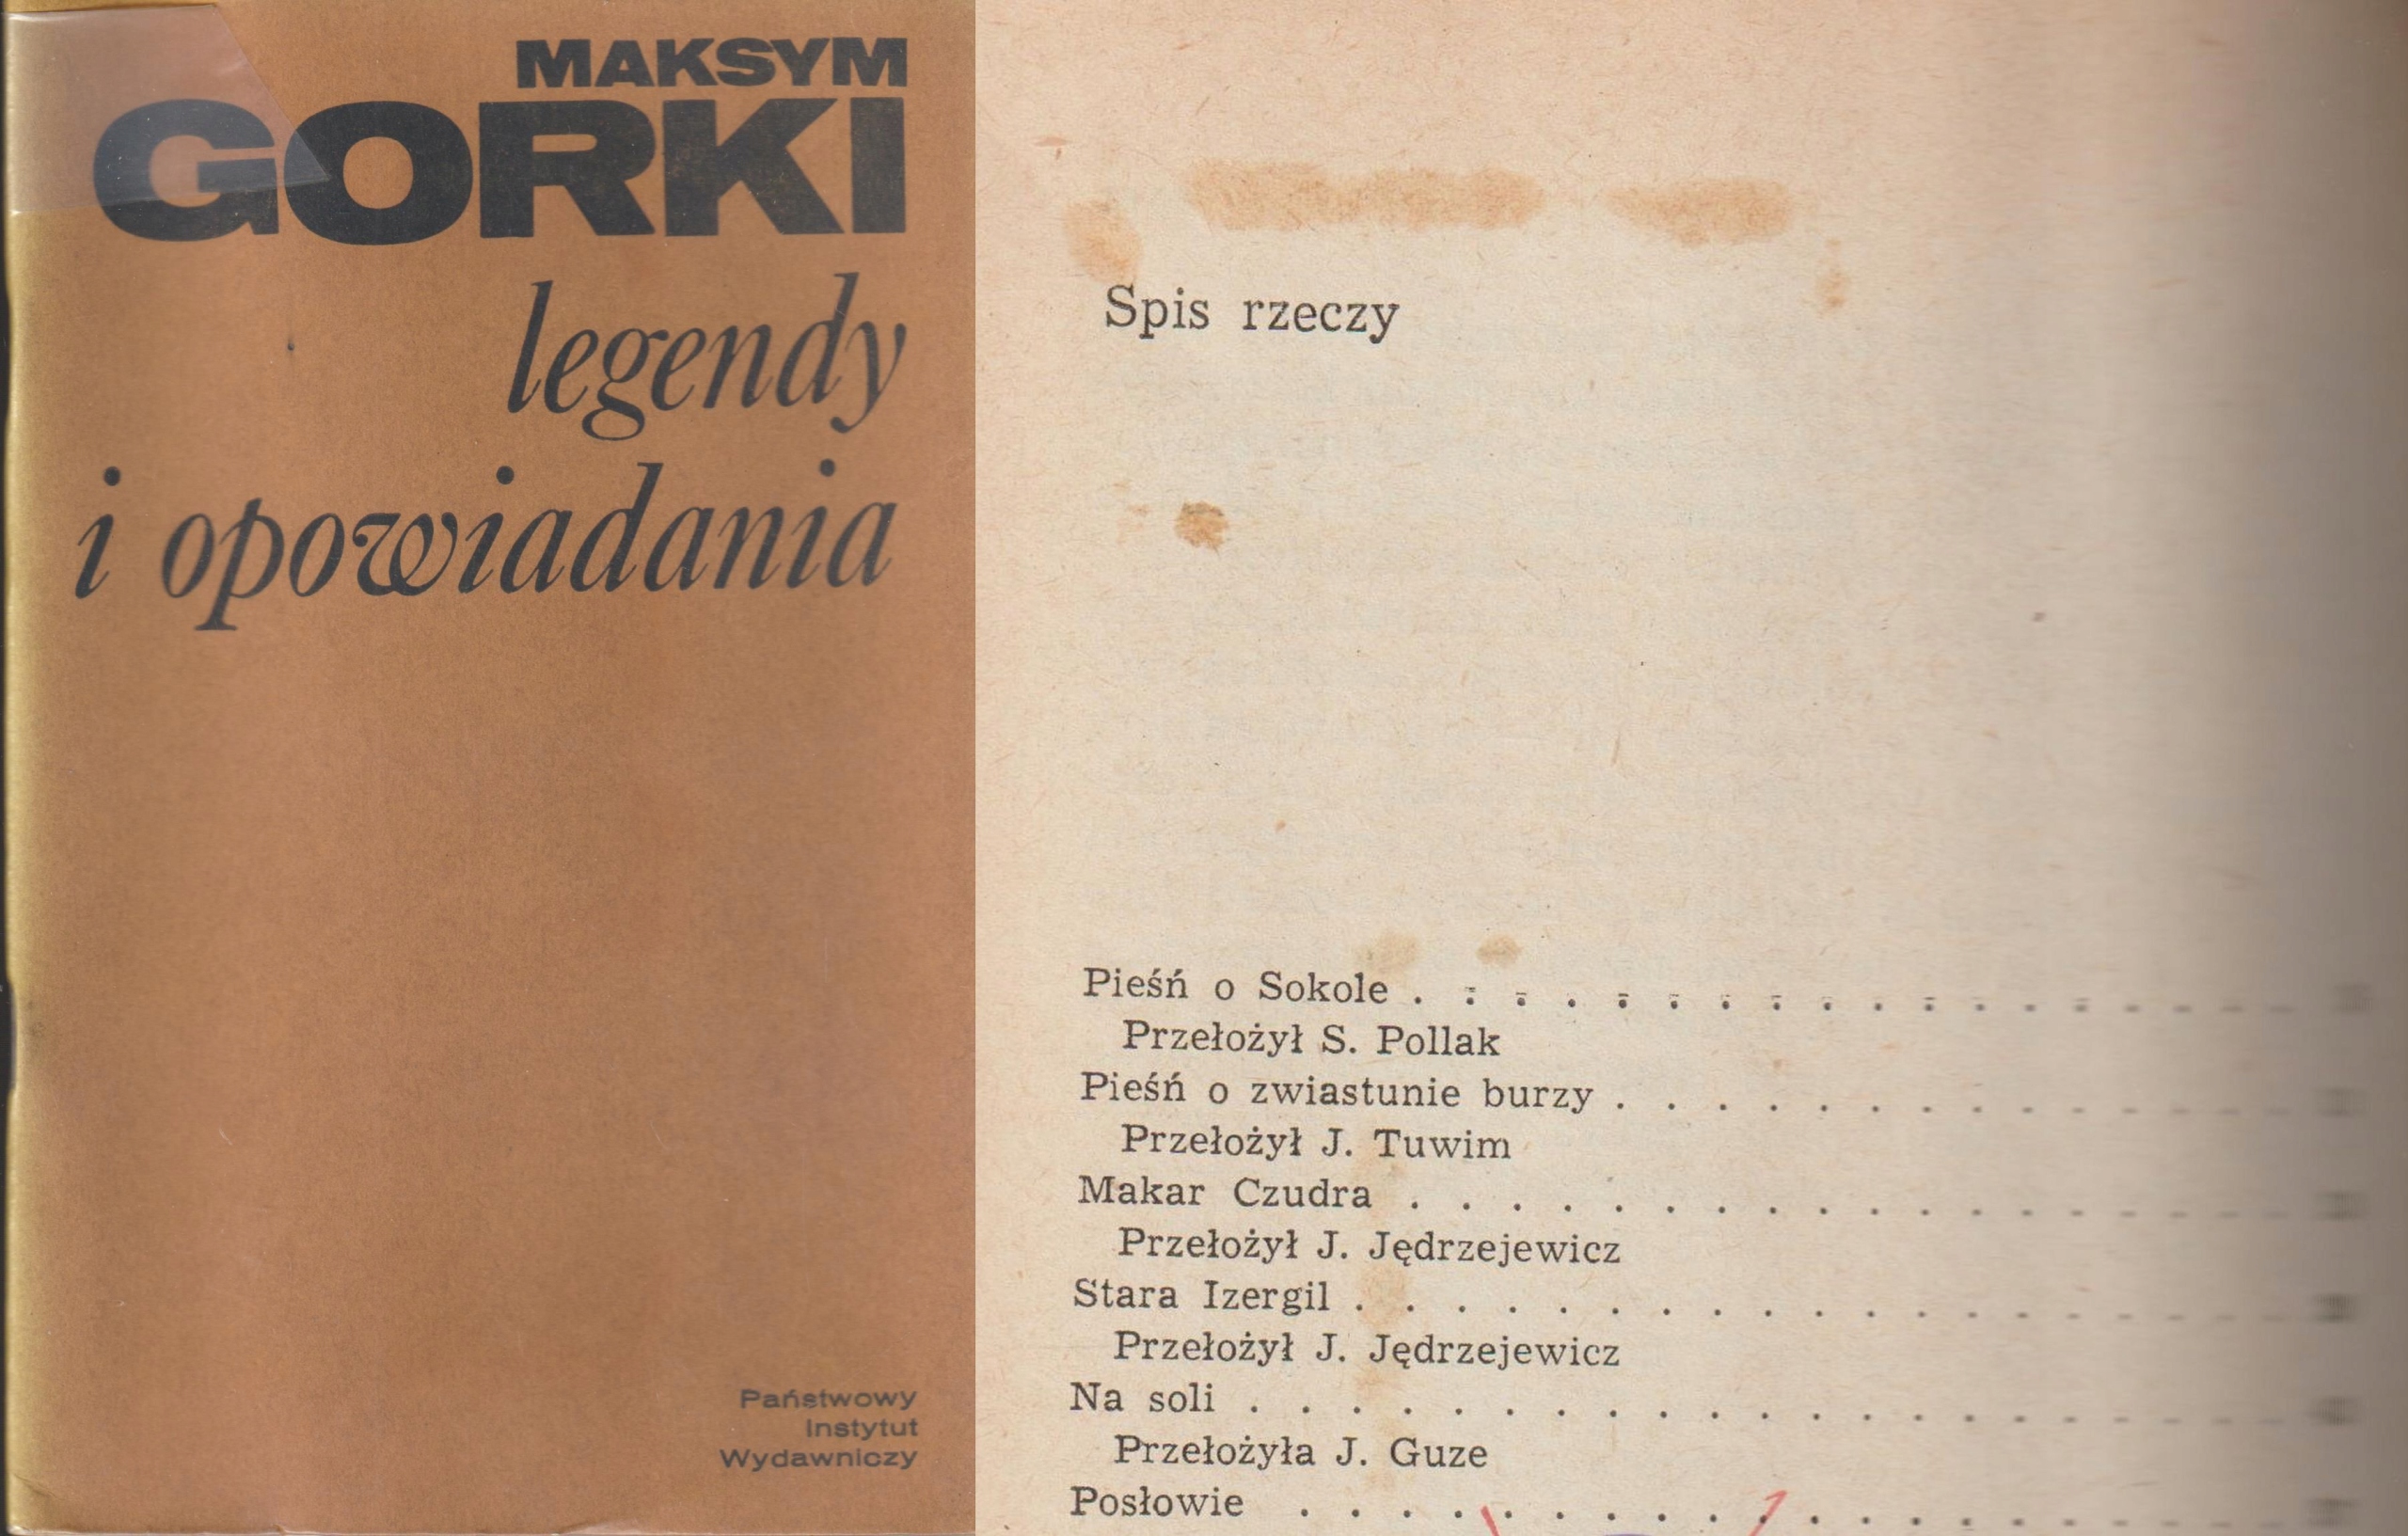 MAKSYM
GORKI
legendy
i opowiadania
Państwowy
Instytut
Wydawniczy
Spis rzeczy
Pieśń o Sokole . . . . . . . . . . . . . . . . . .
Przełożył S. Pollak
Pieśń o zwiastunie burzy . . . . . . . . . . . . . .
Przełożył J. Tuwim
Makar Czudra . . . . . . . . . . . . . . . . . .
Przełożył J. Jędrzejewicz
Stara Izergil . . . . . . . . . . . . . . . . . . .
Przełożył J. Jędrzejewicz
Na soli . . . . . . . . . . . . . . . . . . . . .
Przełożyła J. Guze
Posłowie . . . . . . . . . . . . . . . . . . . .